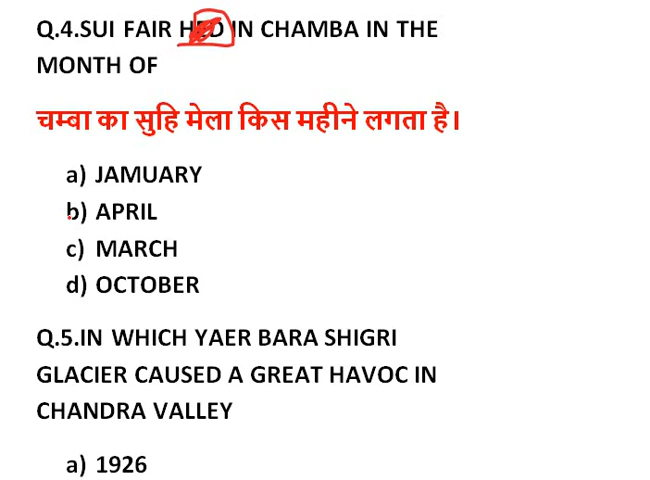 Q.4.SUI FAIR HED IN CHAMBA IN THE
MONTH OF
चम्बा का सुहि मेला किस महीने लगता है।
a) JAMUARY
b) APRIL
c) MARCH
d) OCTOBER
Q.5.IN WHICH YAER BARA SHIGRI
GLACIER CAUSED A GREAT HAVOC IN
CHANDRA VALLEY
a) 1926